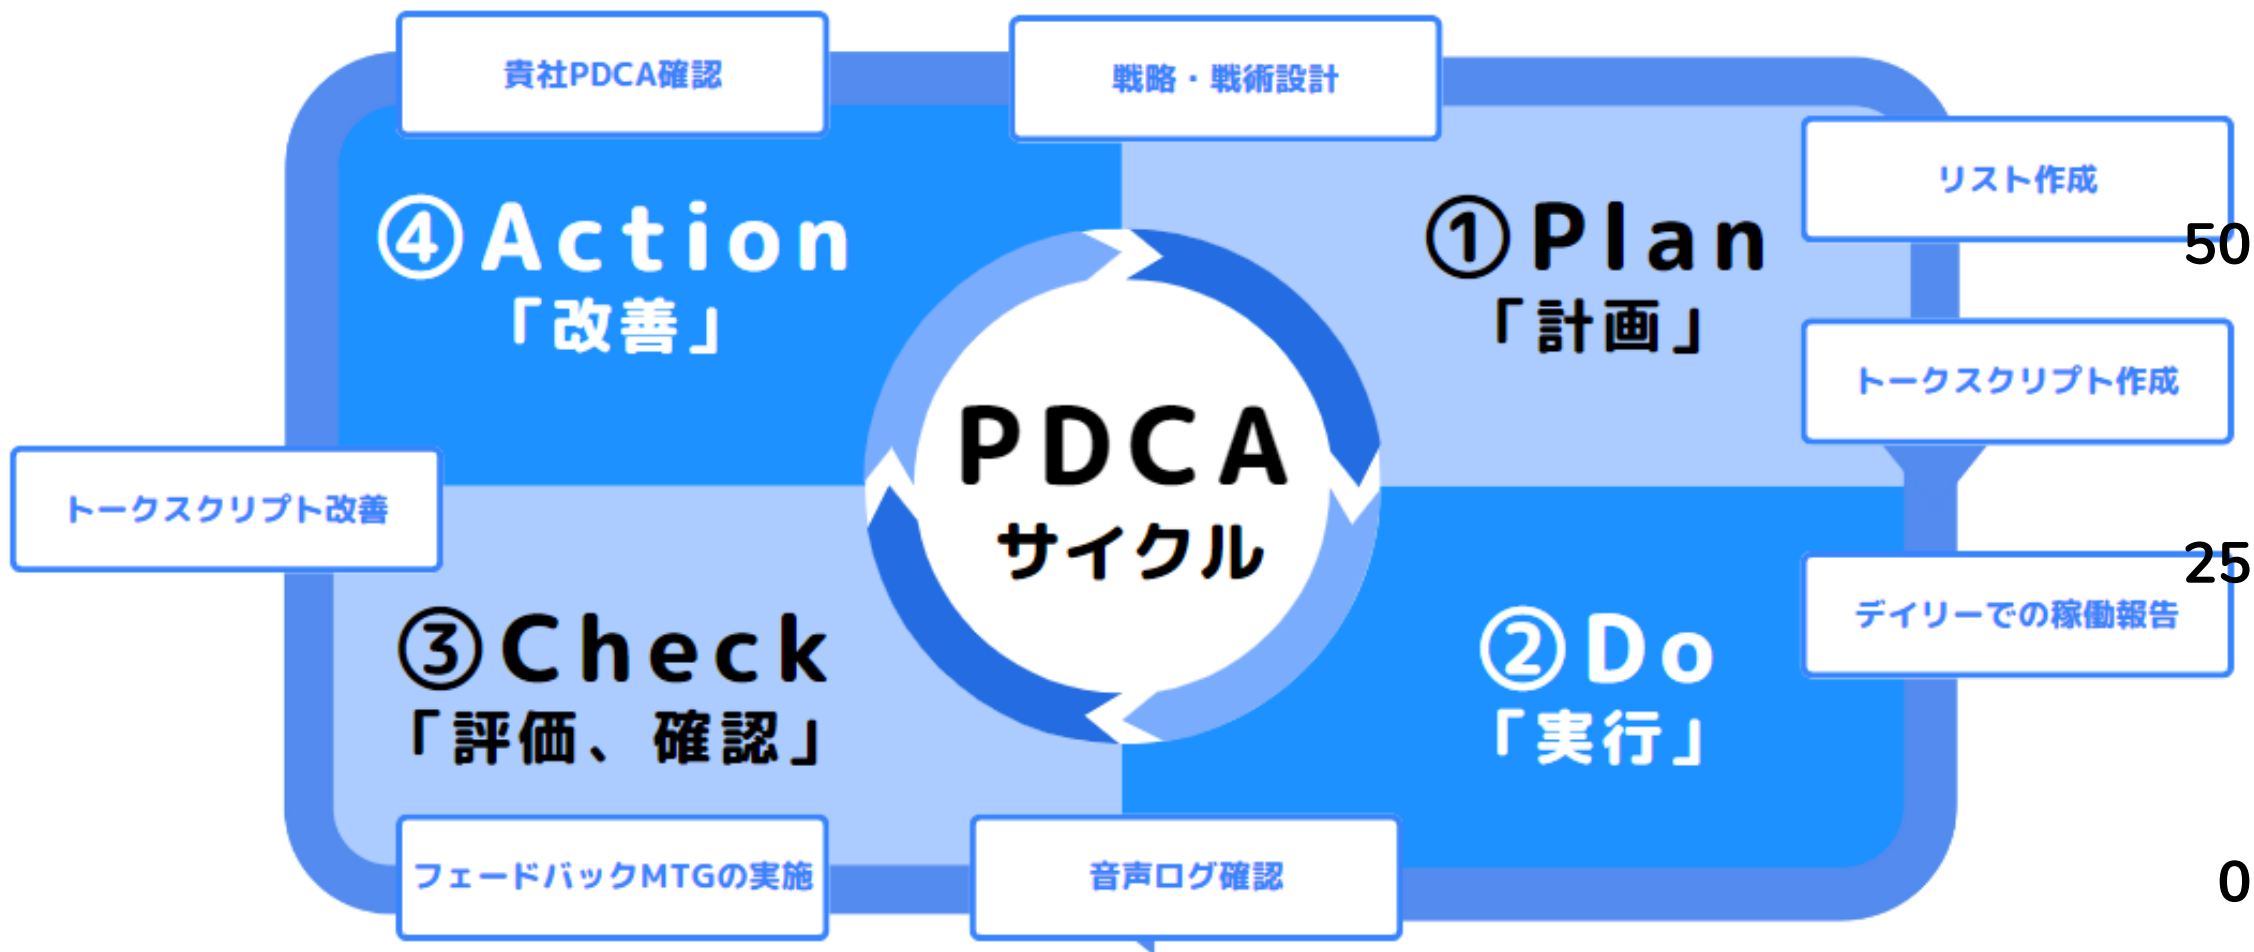 貴社PDCA確認
戦略・戦術設計
リスト作成
④Action
「改善」
①Plan
「計画」
50
トークスクリプト作成
PDCA
サイクル
トークスクリプト改善
25
デイリーでの稼働報告
③Check
「評価、確認」
②Do
「実行」
フェードバックMTGの実施
音声ログ確認
0